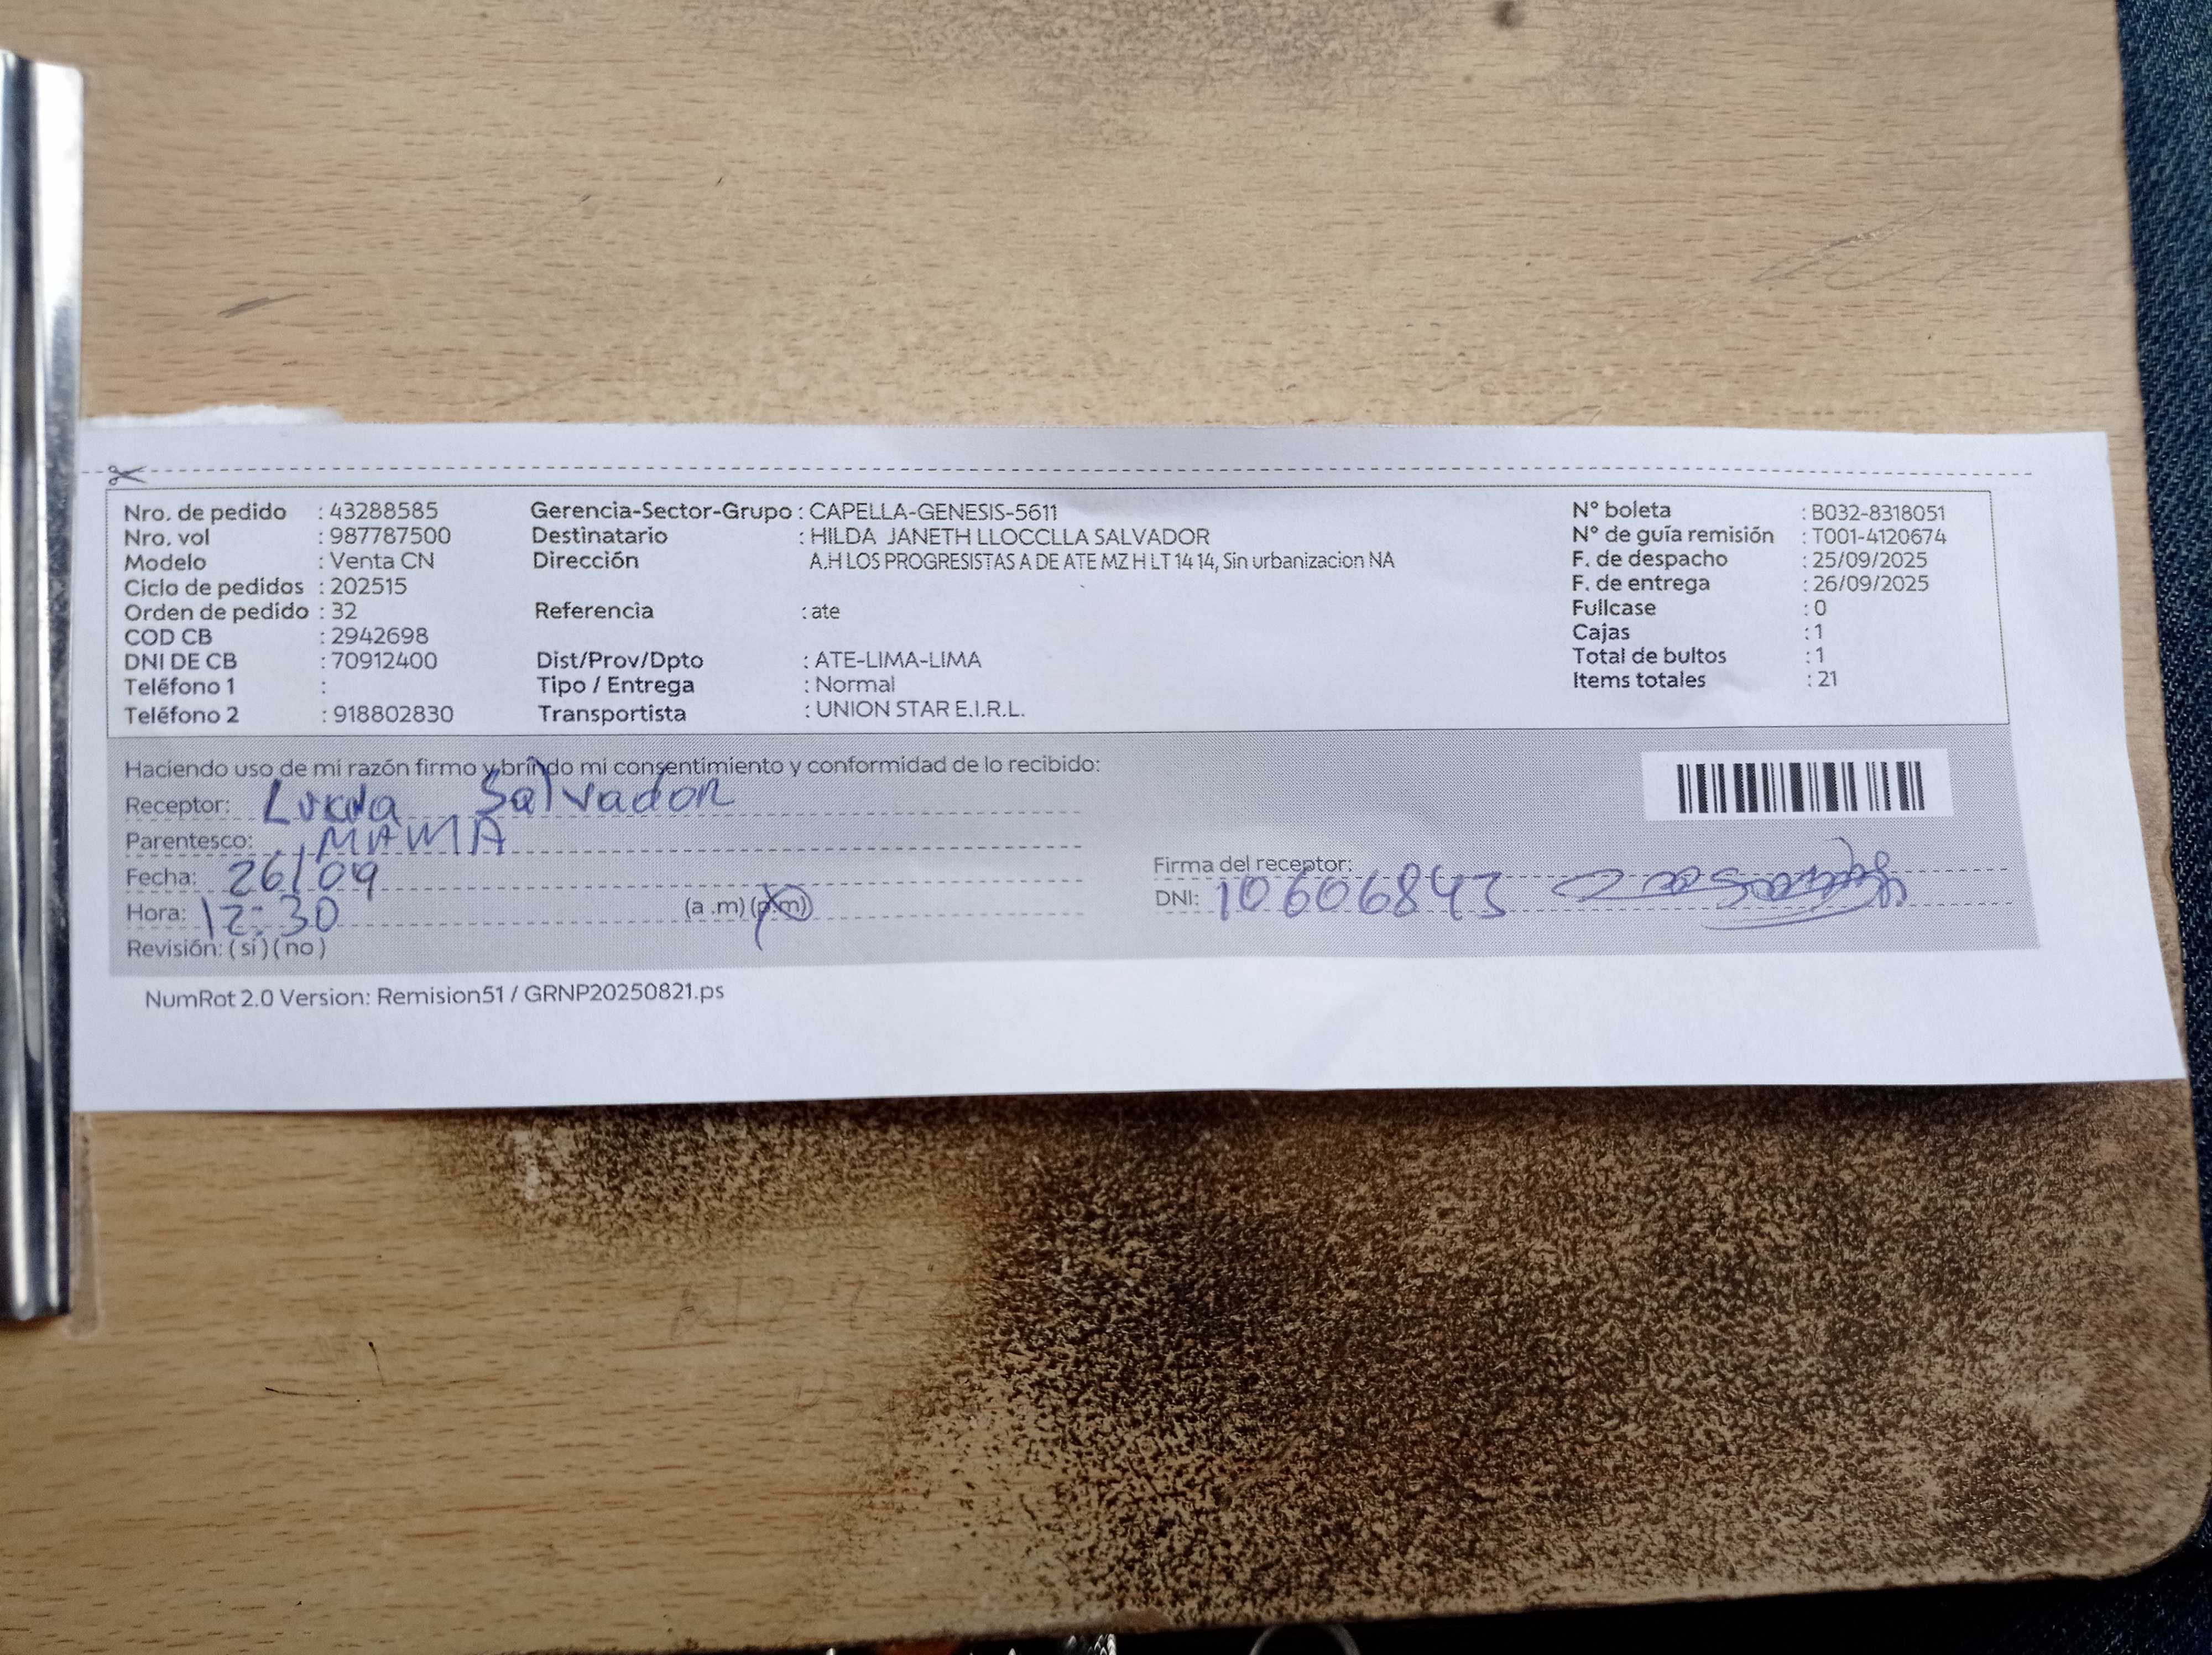 Nro. de pedido : 43288585 Gerencia-Sector-Grupo : CAPELLA-GENESIS-5611 N° boleta : B032-8318051
Nro. vol : 987787500 Destinatario : HILDA JANETH LLOCCLLA SALVADOR N° de guía remisión : T001-4120674
Modelo : Venta CN Dirección A.H LOS PROGRESISTAS A DE ATE MZ H LT 14 14, Sin urbanizacion NA F. de despacho : 25/09/2025
Ciclo de pedidos : 202515 F. de entrega : 26/09/2025
Orden de pedido : 32 Referencia : ate Fullcase : 0
COD CB : 2942698 Cajas : 1
DNI DE CB : 70912400 Dist/Prov/Dpto : ATE-LIMA-LIMA Total de bultos : 1
Teléfono 1 : Tipo / Entrega : Normal Items totales : 21
Teléfono 2 : 918802830 Transportista : UNION STAR E.I.R.L.
Haciendo uso de mi razón firmo y brindo mi consentimiento y conformidad de lo recibido:
Receptor: Salvador
Parentesco: MAMA
Fecha: 26/09 Firma del receptor:
Hora: 12:30 (a .m) (p.m) DNI: 10606843
Revisión: ( sí ) ( no )
NumRot 2.0 Version: Remision51 / GRNP20250821.ps